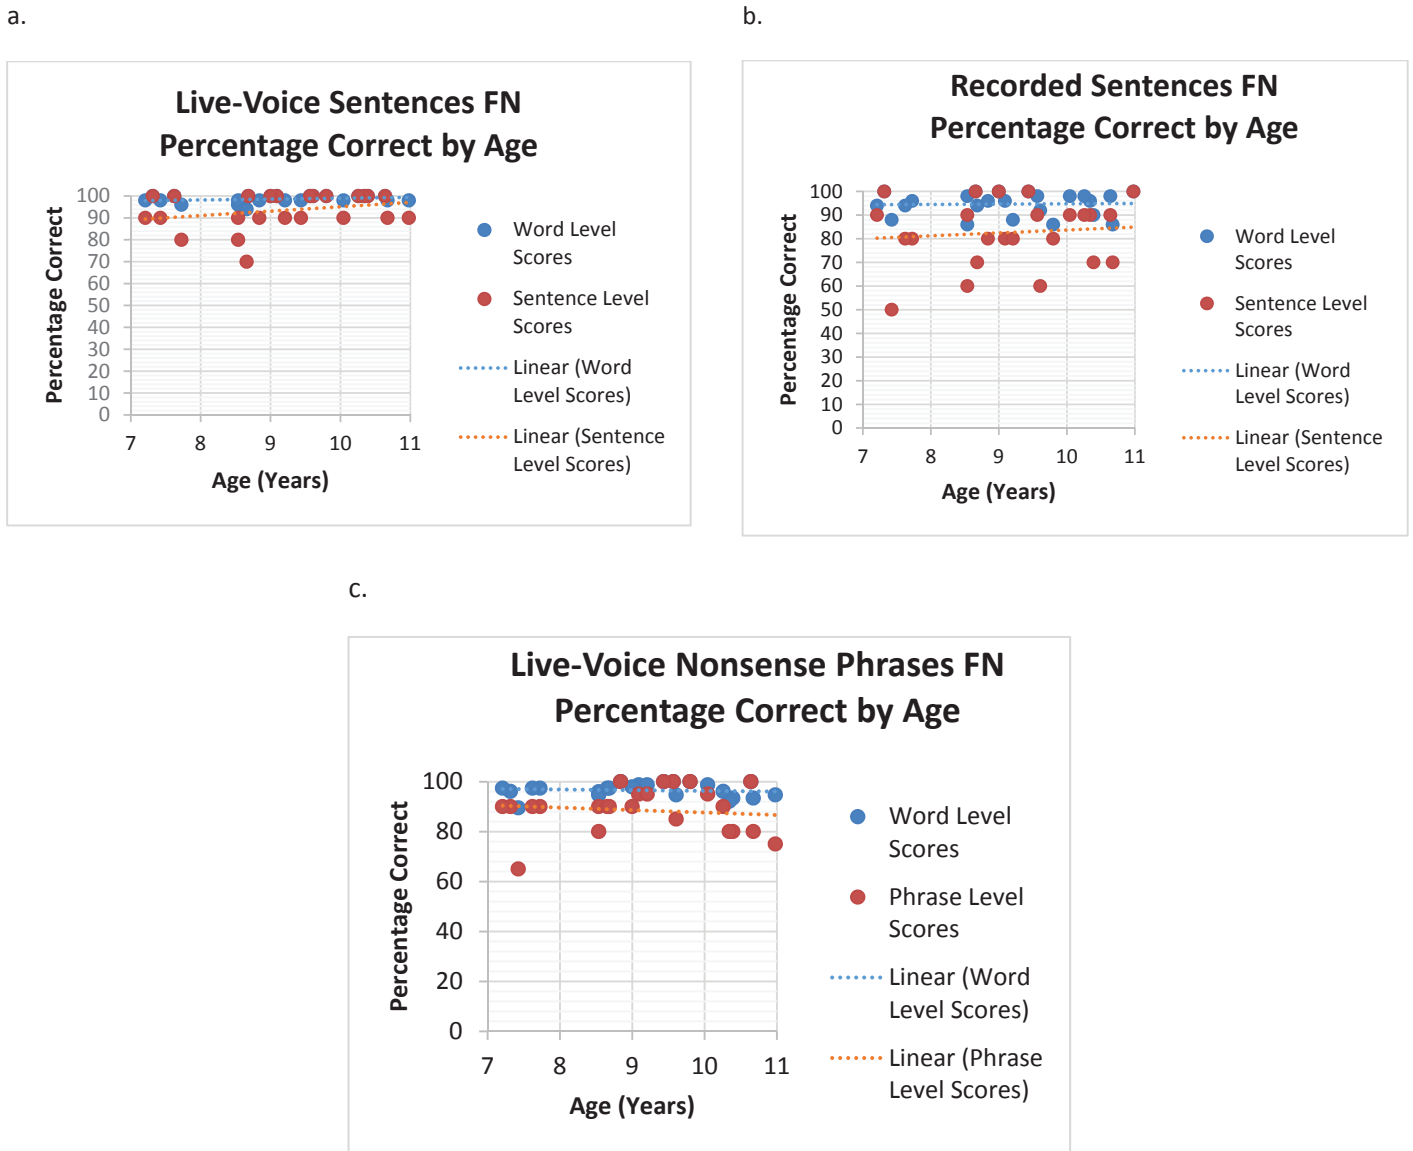 a.
Live-Voice Sentences FN
Percentage Correct by Age
Percentage Correct
100
90
80
70
60
50
40
30
20
10
0
7 8 9 10 11
Age (Years)
Word Level
Scores
Sentence Level
Scores
Linear (Word
Level Scores)
Linear (Sentence
Level Scores)
b.
Recorded Sentences FN
Percentage Correct by Age
Percentage Correct
100
90
80
70
60
50
40
30
20
10
0
7 8 9 10 11
Age (Years)
Word Level
Scores
Sentence Level
Scores
Linear (Word
Level Scores)
Linear (Sentence
Level Scores)
c.
Live-Voice Nonsense Phrases FN
Percentage Correct by Age
Percentage Correct
100
80
60
40
20
0
7 8 9 10 11
Age (Years)
Word Level
Scores
Phrase Level
Scores
Linear (Word
Level Scores)
Linear (Phrase
Level Scores)